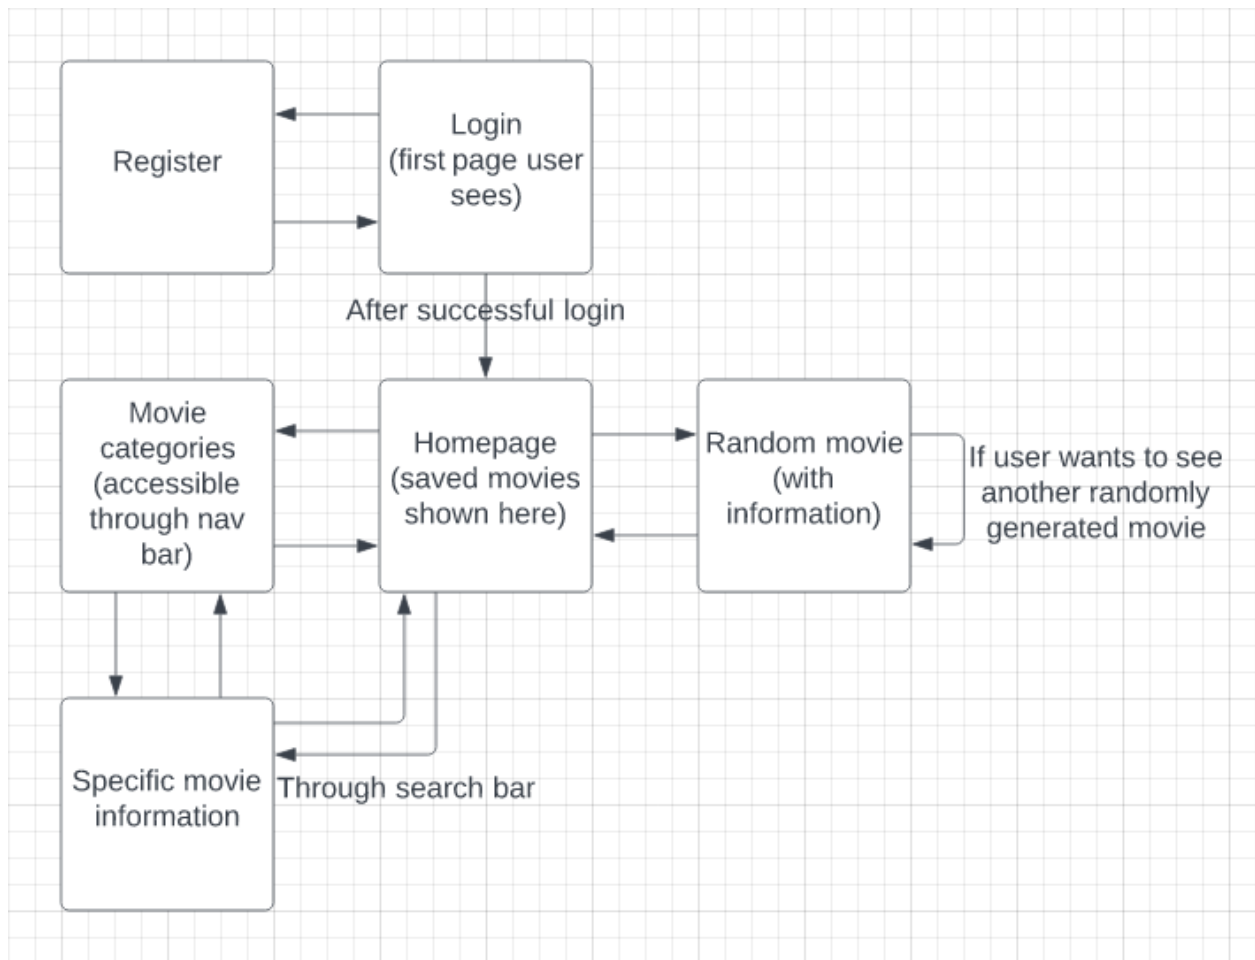 Register
Login
(first page user
sees)
After successful login
Movie
categories
(accessible
through nav
bar)
Homepage
(saved movies
shown here)
Random movie
(with
information)
If user wants to see
another randomly
generated movie
Specific movie
information
Through search bar